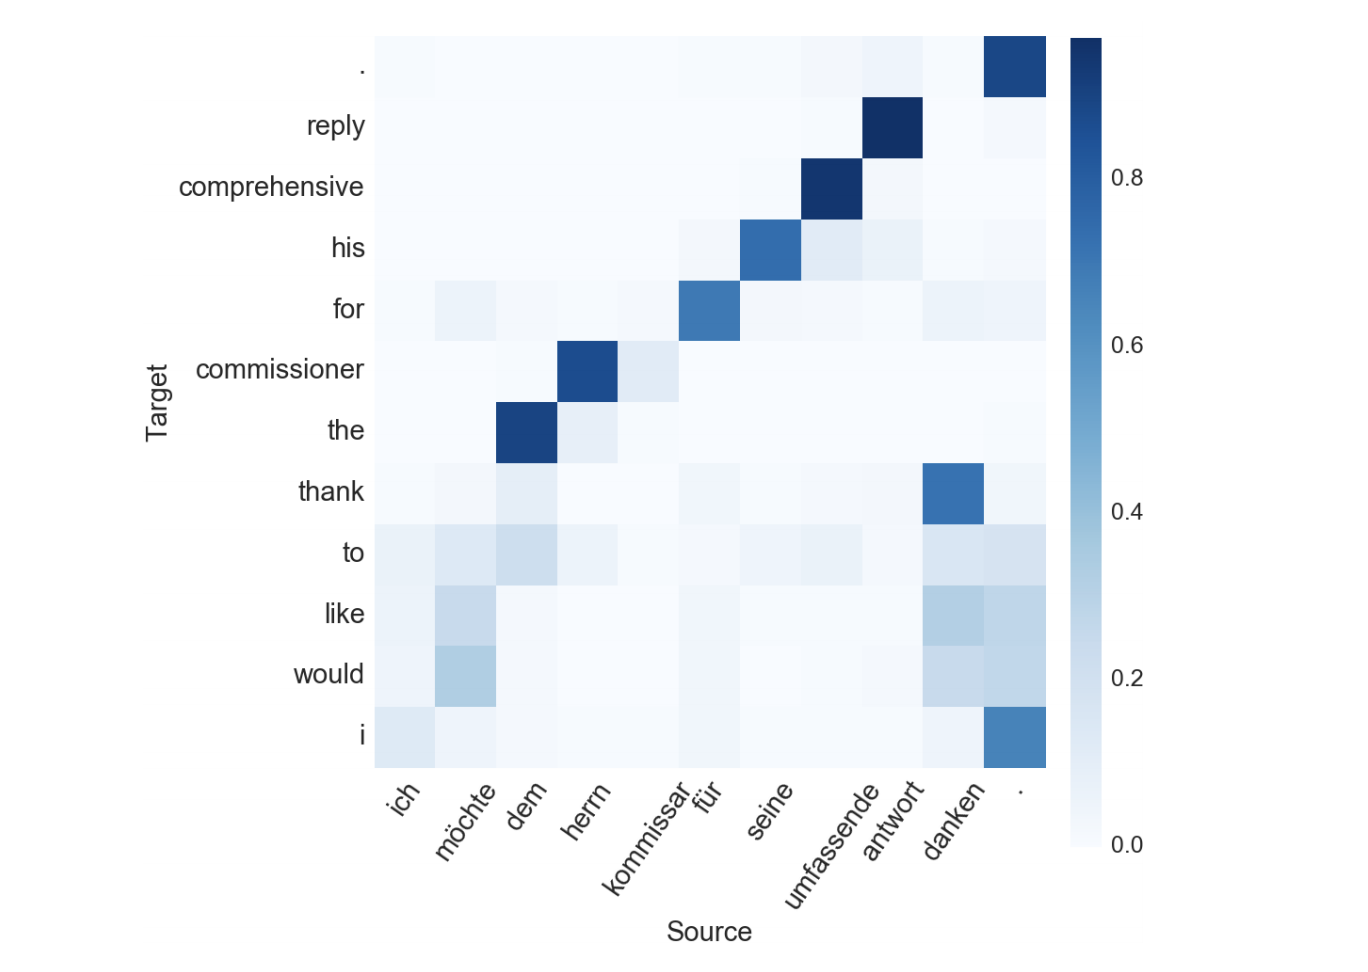 .
reply
comprehensive
his
for
commissioner
the
thank
to
like
would
i
Target
ich
möchte
dem
herrn
kommissar
für
seine
umfassende
antwort
danken
.
Source
0.8
0.6
0.4
0.2
0.0